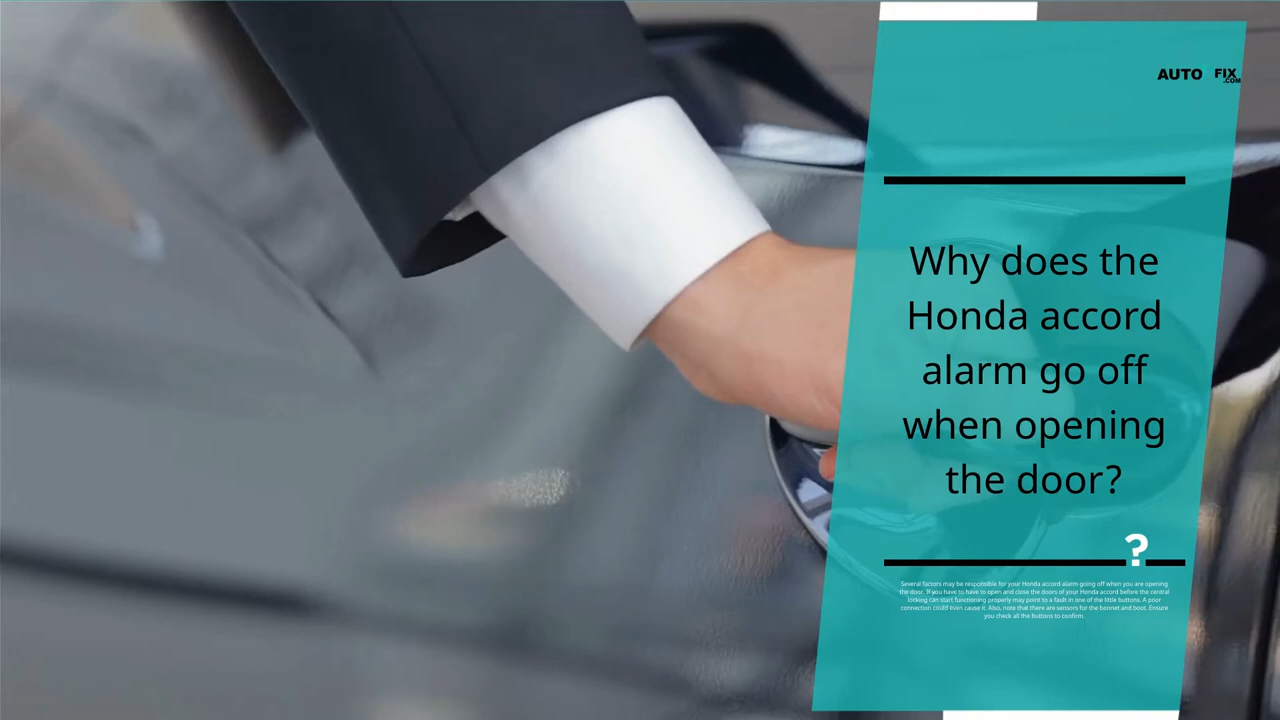 AUTO FIX
.COM
Why does the
Honda accord
alarm go off
when opening
the door?
?
Several factors may be responsible for your Honda accord alarm going off when you are opening
the door. If you have to have to open and close the doors of your Honda accord before the central
locking can start functioning properly may point to a fault in one of the little buttons. A poor
connection could even cause it. Also, note that there are sensors for the bonnet and boot. Ensure
you check all the buttons to confirm.